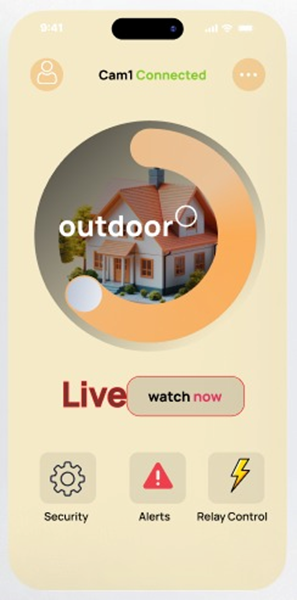 9:41
Cam1 Connected
outdoor
Live watch now
Security Alerts Relay Control